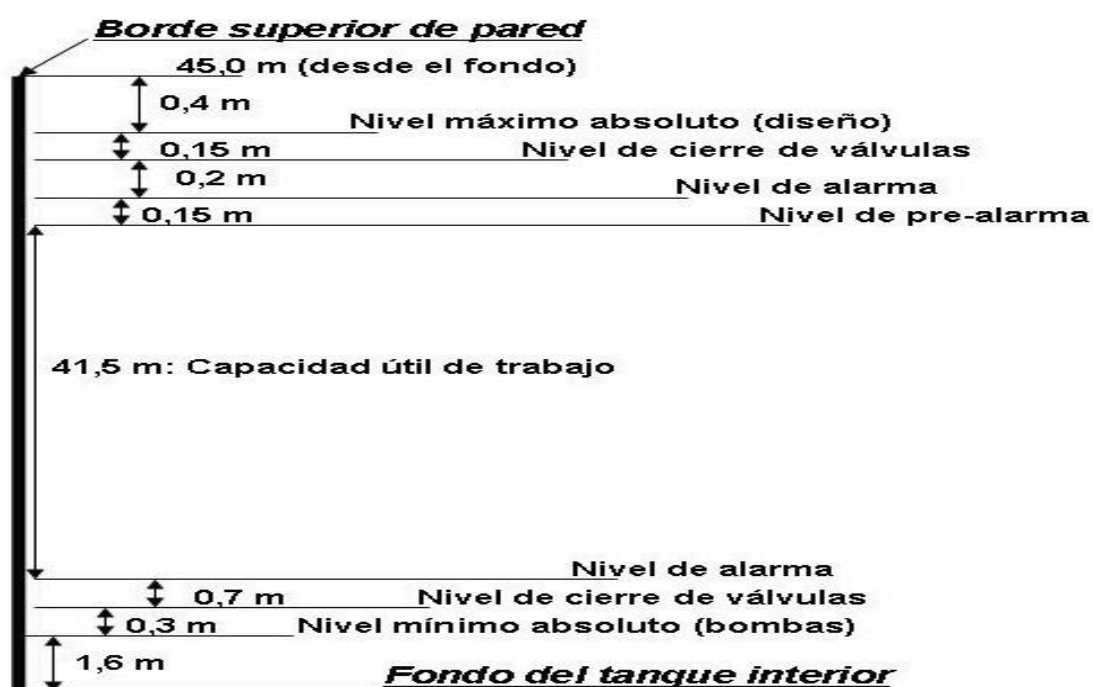 Borde superior de pared
45,0 m (desde el fondo)
0,4 m
Nivel máximo absoluto (diseño)
0,15 m Nivel de cierre de válvulas
0,2 m Nivel de alarma
0,15 m Nivel de pre-alarma
41,5 m: Capacidad útil de trabajo
Nivel de alarma
0,7 m Nivel de cierre de válvulas
0,3 m Nivel mínimo absoluto (bombas)
1,6 m Fondo del tanque interior